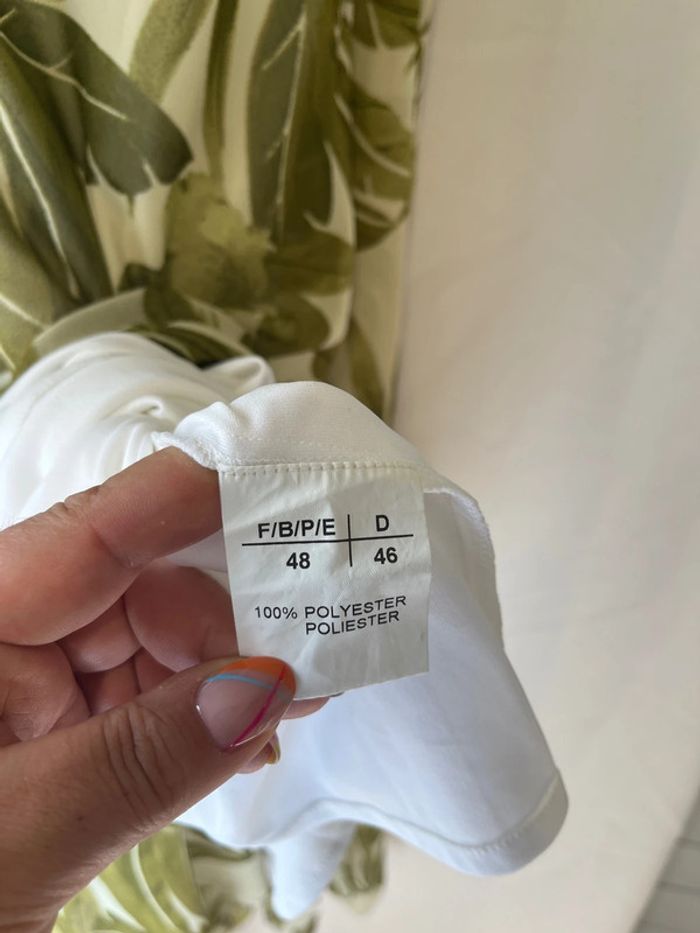 F/B/P/E D
48 46
100% POLYESTER
POLIESTER